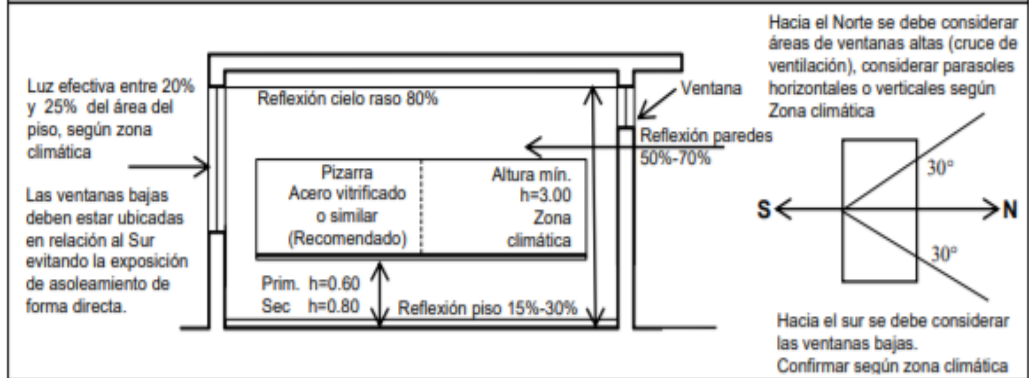 Luz efectiva entre 20%
y 25% del área del
piso, según zona
climática
Las ventanas bajas
deben estar ubicadas
en relación al Sur
evitando la exposición
de asoleamiento de
forma directa.
Reflexión cielo raso 80%
Pizarra
Acero vitrificado
o similar
(Recomendado)
Altura mín.
h=3.00
Zona
climática
Prim. h=0.60
Sec h=0.80
Reflexión piso 15%-30%
Ventana
Reflexión paredes
50%-70%
Hacia el Norte se debe considerar
áreas de ventanas altas (cruce de
ventilación), considerar parasoles
horizontales o verticales según
Zona climática
30°
S
N
30°
Hacia el sur se debe considerar
las ventanas bajas.
Confirmar según zona climática